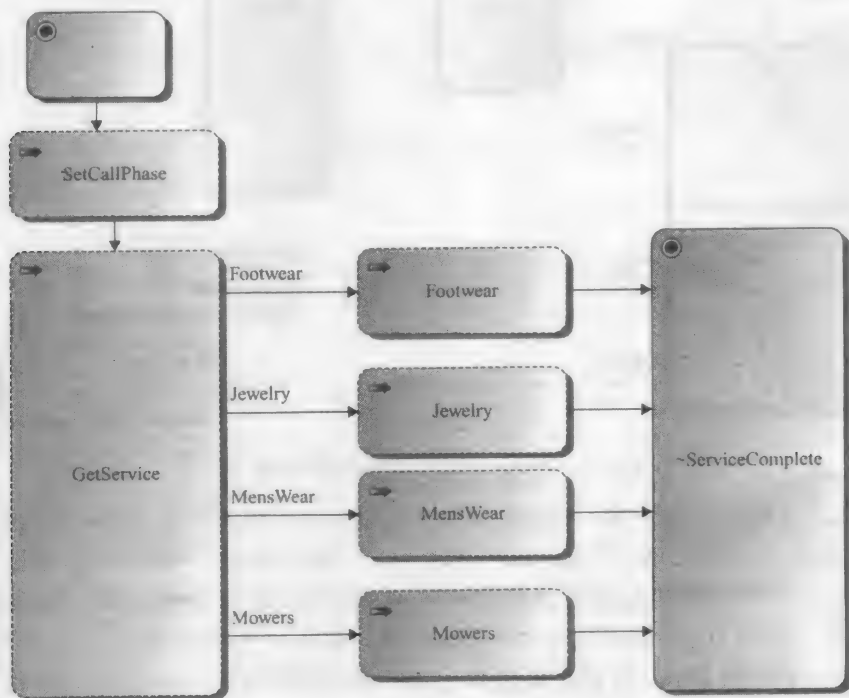 ~SetCallPhase
GetService
Footwear
Footwear
Jewelry
Jewelry
MensWear
MensWear
Mowers
Mowers
~ServiceComplete